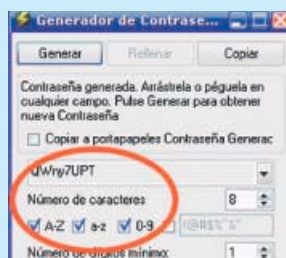 Generador de Contrase...
Generar Rellenar Copiar
Contraseña generada. Arrástrela o péguela en
cualquier campo. Pulse Generar para obtener
nueva Contraseña
Copiar a portapapeles Contraseña Generac
Número de caracteres 8
A-Z a-z 0-9
Número de dígitos mínimo: 1